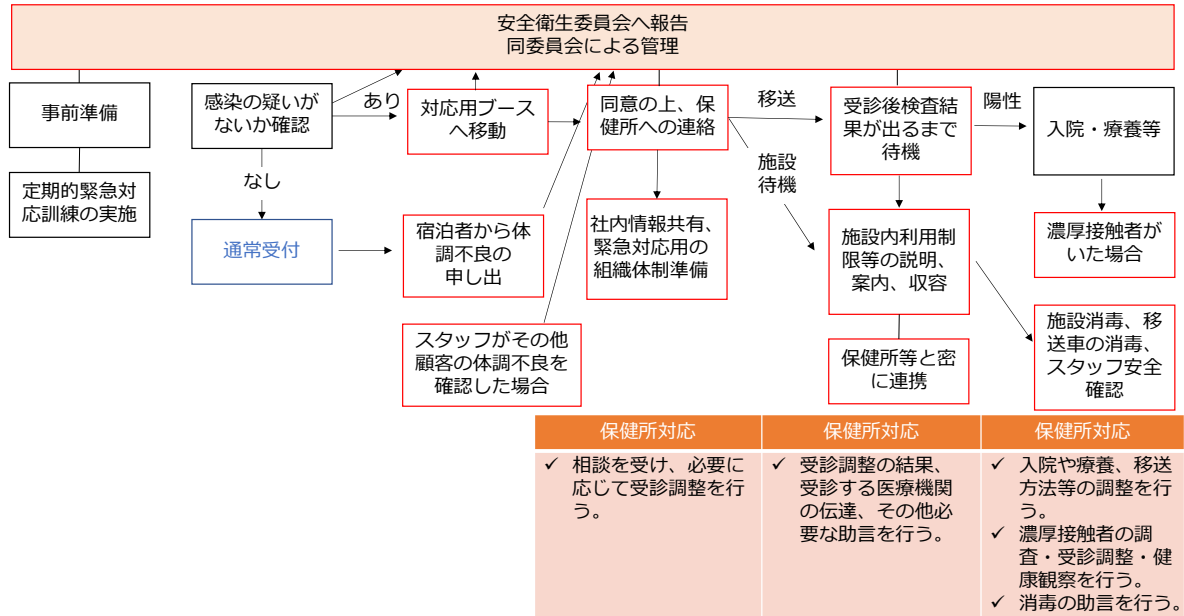 安全衛生委員会へ報告
同委員会による管理
事前準備
定期的緊急対
応訓練の実施
感染の疑いが
ないか確認
あり
なし
通常受付
対応用ブース
へ移動
宿泊者から体
調不良の
申し出
スタッフがその他
顧客の体調不良を
確認した場合
同意の上、保
健所への連絡
社内情報共有、
緊急対応用の
組織体制準備
移送
施設
待機
受診後検査結
果が出るまで
待機
施設内利用制
限等の説明、
案内、収容
保健所等と密
に連携
陽性
入院・療養等
濃厚接触者が
いた場合
施設消毒、移
送車の消毒、
スタッフ安全
確認
保健所対応
✓ 相談を受け、必要に
応じて受診調整を行
う。
保健所対応
✓ 受診調整の結果、
受診する医療機関
の伝達、その他必
要な助言を行う。
保健所対応
✓ 入院や療養、移送
方法等の調整を行
う。
✓ 濃厚接触者の調
査・受診調整・健
康観察を行う。
✓ 消毒の助言を行う。